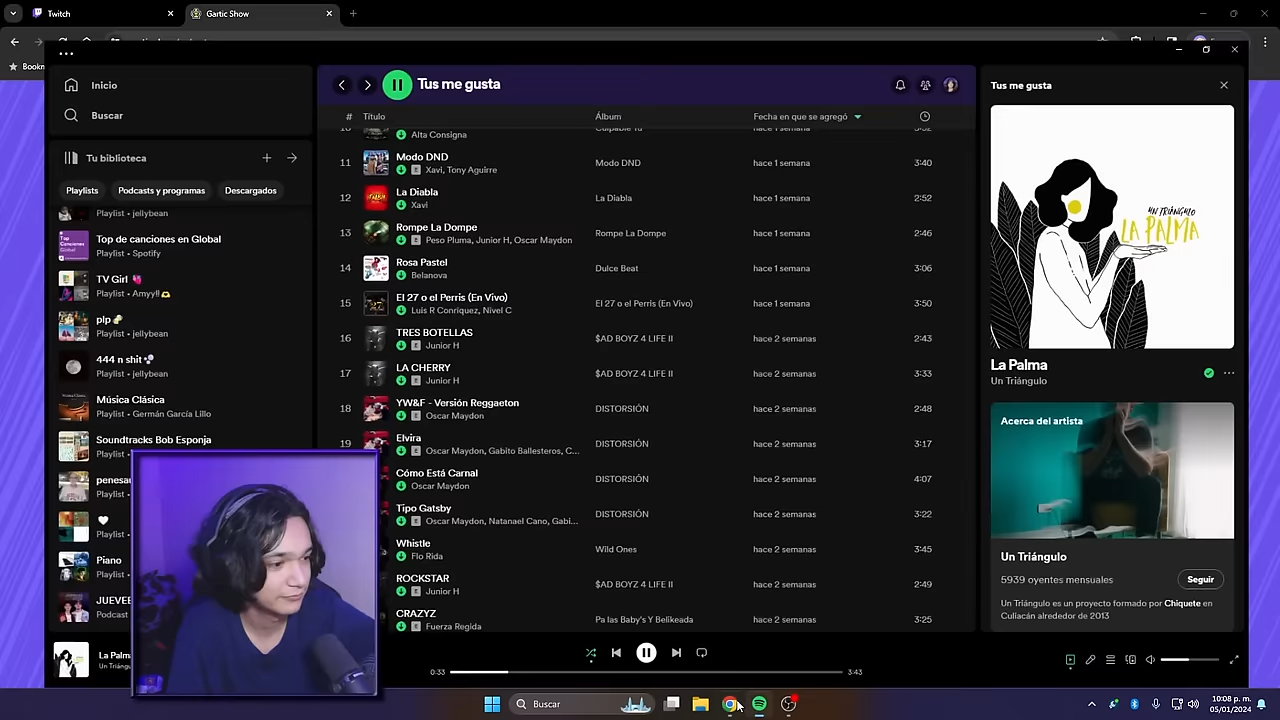 Twitch
Gartic Show
Inicio
Buscar
Tu biblioteca
Playlists
Podcasts y programas
Descargados
Playlist • jellybean
Top de canciones en Global
Playlist • Spotify
TV Girl
Playlist • Amyy!!
plp
Playlist • jellybean
444 n shit
Playlist • jellybean
Música Clásica
Playlist • Germán García Lillo
Soundtracks Bob Esponja
Playlist •
Playlist •
Playlist •
Piano
Playlist •
Podcast
Tus me gusta
# Título Álbum Fecha en que se agregó
Alta Consigna
11 Modo DND Modo DND hace 1 semana 3:40
E Xavi, Tony Aguirre
12 La Diabla La Diabla hace 1 semana 2:52
Xavi
13 Rompe La Dompe Rompe La Dompe hace 1 semana 2:46
E Peso Pluma, Junior H, Oscar Maydon
14 Rosa Pastel Dulce Beat hace 1 semana 3:06
Belanova
15 El 27 o el Perris (En Vivo) El 27 o el Perris (En Vivo) hace 1 semana 3:50
E Luis R Conriquez, Nivel C
16 TRES BOTELLAS $AD BOYZ 4 LIFE II hace 2 semanas 2:43
E Junior H
17 LA CHERRY $AD BOYZ 4 LIFE II hace 2 semanas 3:33
E Junior H
18 YW&F - Versión Reggaeton DISTORSIÓN hace 2 semanas 2:48
E Oscar Maydon
19 Elvira DISTORSIÓN hace 2 semanas 3:17
E Oscar Maydon, Gabito Ballesteros, C...
Cómo Está Carnal DISTORSIÓN hace 2 semanas 4:07
Oscar Maydon
Tipo Gatsby DISTORSIÓN hace 2 semanas 3:22
E Oscar Maydon, Natanael Cano, Gabi...
Whistle Wild Ones hace 2 semanas 3:45
Flo Rida
ROCKSTAR $AD BOYZ 4 LIFE II hace 2 semanas 2:49
E Junior H
CRAZYZ Pa las Baby's Y Belikeada hace 2 semanas 3:25
E Fuerza Regida
Tus me gusta
UN TRIÁNGULO
LA PALMA
La Palma
Un Triángulo
Acerca del artista
Un Triángulo
5939 oyentes mensuales
Seguir
Un Triángulo es un proyecto formado por Chiquete en
Culiacán alrededor de 2013
0:33
3:43
Buscar
10:08 p. m.
05/01/2024